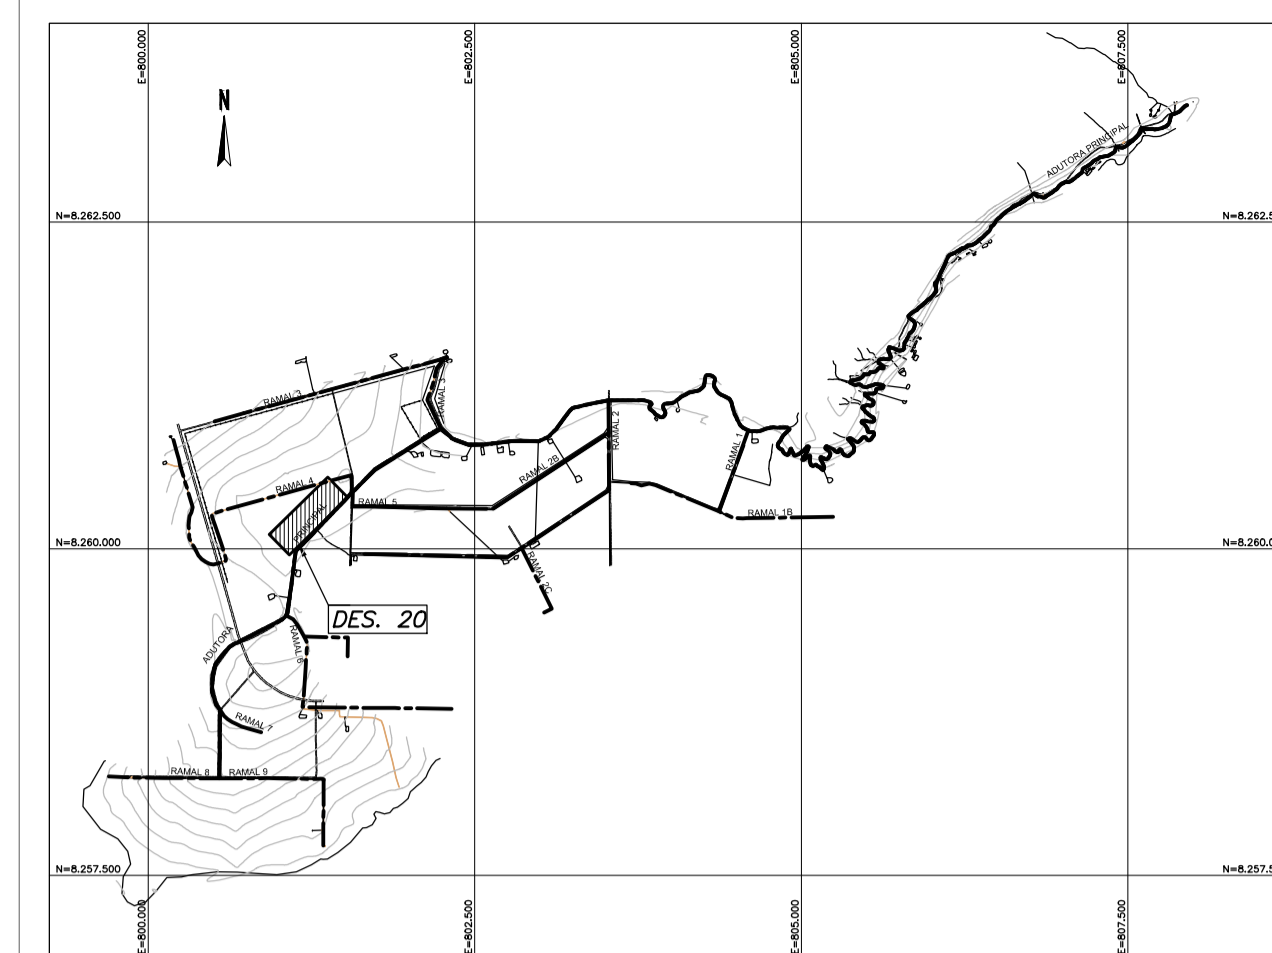 E=800.000
E=802.500
E=805.000
E=807.500
N
ADUTORA PRINCIPAL
N=8.262.500
N=8.262.5
RAMAL 3
RAMAL 3
RAMAL 2
RAMAL 1
RAMAL 2B
RAMAL 4
RAMAL 5
PRINCIPAL
RAMAL 1B
N=8.260.000
N=8.260.0
RAMAL 2C
DES. 20
ADUTORA
RAMAL 6
RAMAL 7
RAMAL 8
RAMAL 9
N=8.257.500
N=8.257.5
E=800.000
E=802.500
E=805.000
E=807.500